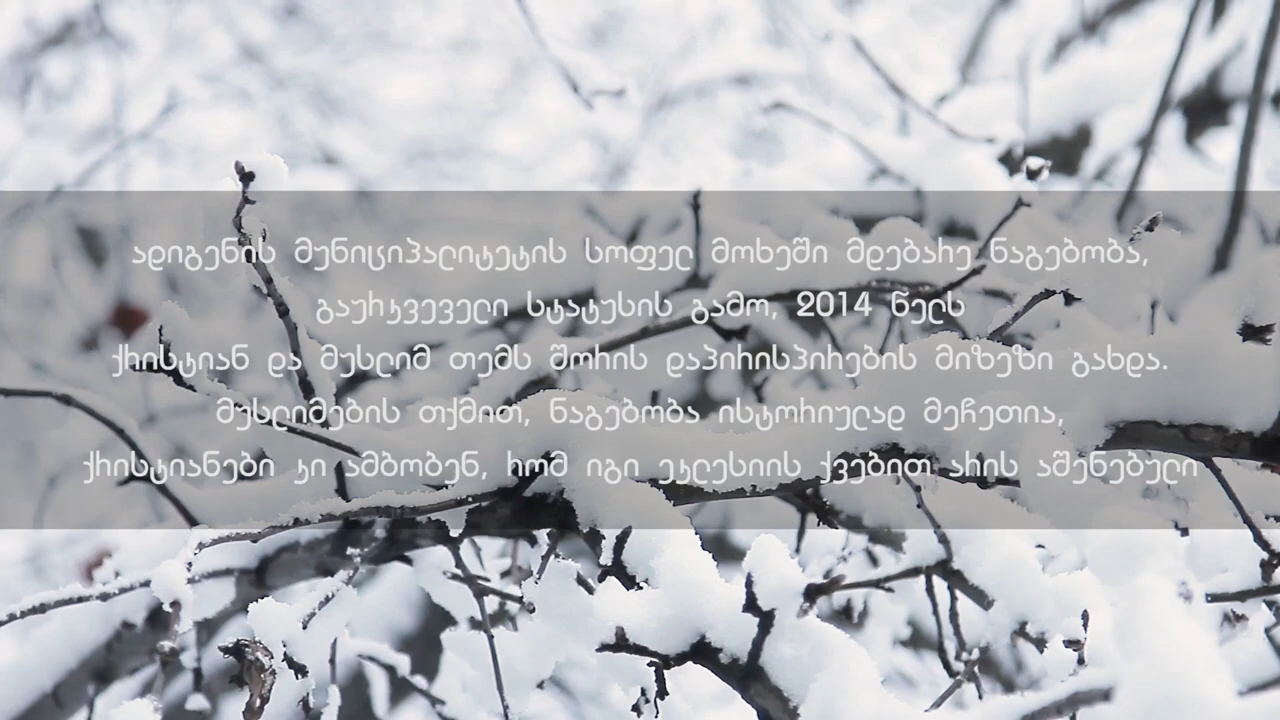 ადიგენის მუნიციპალიტეტის სოფელ მოხეში მდებარე ნაგებობა,
გაურკვეველი სტატუსის გამო, 2014 წელს
ქრისტიან და მუსლიმ თემს შორის დაპირისპირების მიზეზი გახდა.
მუსლიმების თქმით, ნაგებობა ისტორიულად მეჩეთია,
ქრისტიანები კი ამბობენ, რომ იგი ეკლესიის ქვებით არის აშენებული